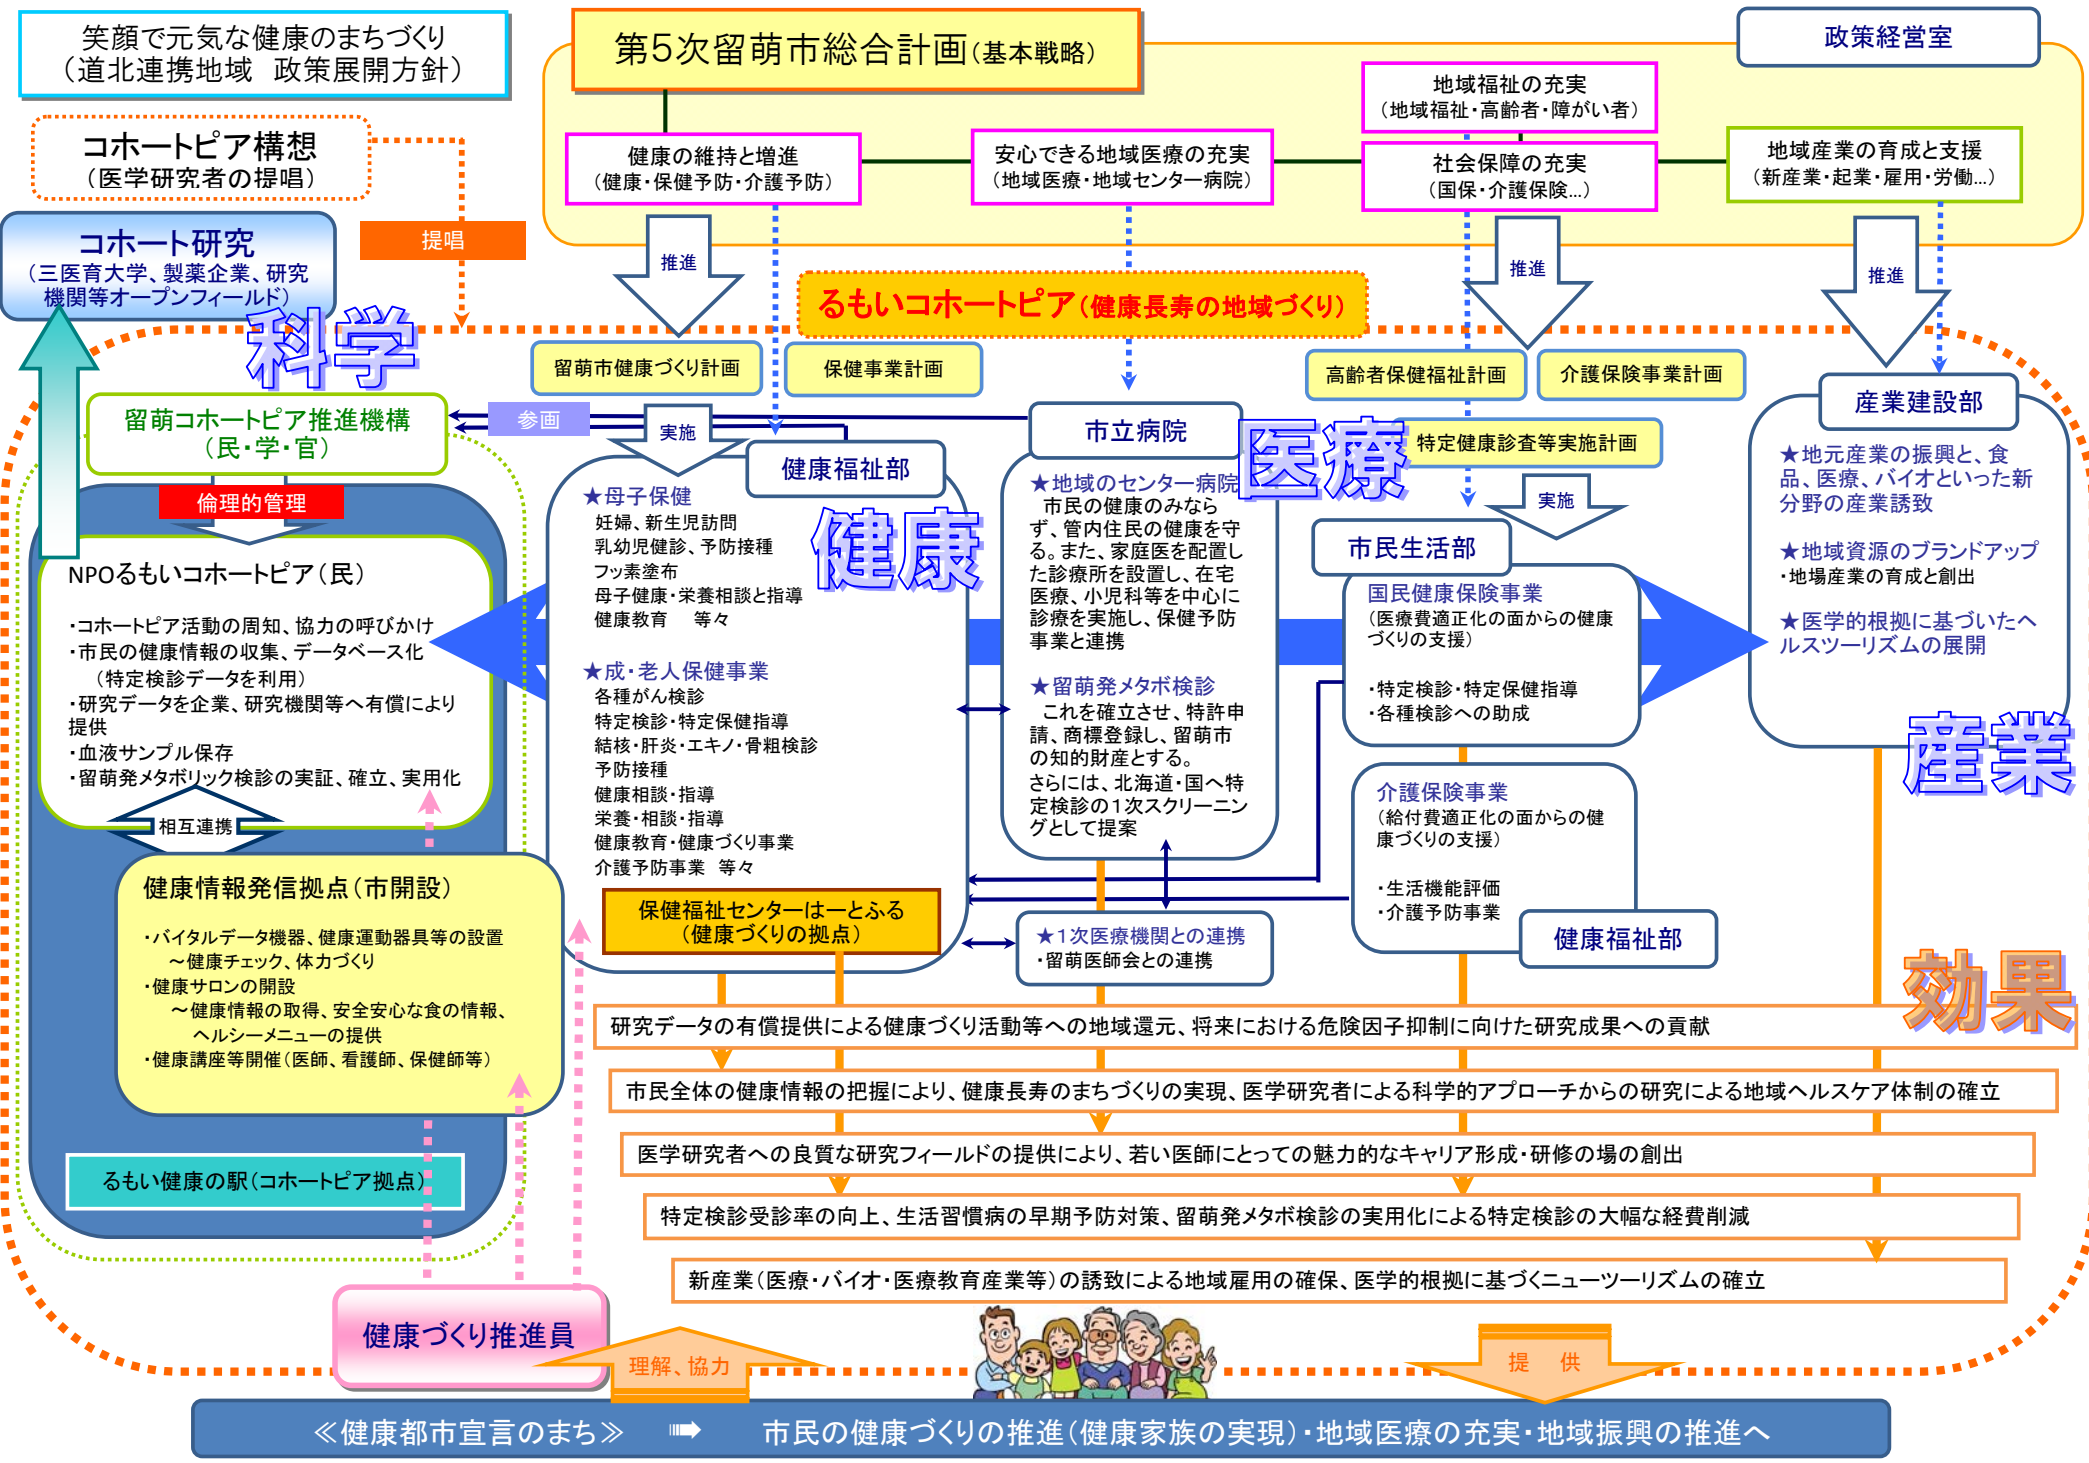 笑顔で元気な健康のまちづくり
（道北連携地域　政策展開方針）
第5次留萌市総合計画(基本戦略)
政策経営室
コホートピア構想
（医学研究者の提唱）
提唱
健康の維持と増進
（健康・保健予防・介護予防）
安心できる地域医療の充実
（地域医療・地域センター病院）
地域福祉の充実
（地域福祉・高齢者・障がい者）
社会保障の充実
（国保・介護保険…）
地域産業の育成と支援
（新産業・起業・雇用・労働…）
コホート研究
（三医育大学、製薬企業、研究
機関等オープンフィールド）
推進
推進
推進
るもいコホートピア（健康長寿の地域づくり）
科学
留萌市健康づくり計画
保健事業計画
高齢者保健福祉計画
介護保険事業計画
特定健康診査等実施計画
留萌コホートピア推進機構
（民・学・官）
参画
実施
実施
倫理的管理
NPOるもいコホートピア（民）
・コホートピア活動の周知、協力の呼びかけ
・市民の健康情報の収集、データベース化
（特定検診データを利用）
・研究データを企業、研究機関等へ有償により
提供
・血液サンプル保存
・留萌発メタボリック検診の実証、確立、実用化
相互連携
健康情報発信拠点（市開設）
・バイタルデータ機器、健康運動器具等の設置
～健康チェック、体力づくり
・健康サロンの開設
～健康情報の取得、安全安心な食の情報、
ヘルシーメニューの提供
・健康講座等開催（医師、看護師、保健師等）
るもい健康の駅（コホートピア拠点）
健康福祉部
健康
★母子保健
妊婦、新生児訪問
乳幼児健診、予防接種
フッ素塗布
母子健康・栄養相談と指導
健康教育　等々
★成・老人保健事業
各種がん検診
特定検診・特定保健指導
結核・肝炎・エキノ・骨粗検診
予防接種
健康相談・指導
栄養・相談・指導
健康教育・健康づくり事業
介護予防事業　等々
保健福祉センターはーとふる
（健康づくりの拠点）
市立病院
医療
★地域のセンター病院
市民の健康のみなら
ず、管内住民の健康を守
る。また、家庭医を配置し
た診療所を設置し、在宅
医療、小児科等を中心に
診療を実施し、保健予防
事業と連携
★留萌発メタボ検診
これを確立させ、特許申
請、商標登録し、留萌市
の知的財産とする。
さらには、北海道・国へ特
定検診の１次スクリーニン
グとして提案
★１次医療機関との連携
・留萌医師会との連携
市民生活部
国民健康保険事業
（医療費適正化の面からの健康
づくりの支援）
・特定検診・特定保健指導
・各種検診への助成
介護保険事業
（給付費適正化の面からの健
康づくりの支援）
・生活機能評価
・介護予防事業
健康福祉部
産業建設部
★地元産業の振興と、食
品、医療、バイオといった新
分野の産業誘致
★地域資源のブランドアップ
・地場産業の育成と創出
★医学的根拠に基づいたヘ
ルスツーリズムの展開
産業
効果
研究データの有償提供による健康づくり活動等への地域還元、将来における危険因子抑制に向けた研究成果への貢献
市民全体の健康情報の把握により、健康長寿のまちづくりの実現、医学研究者による科学的アプローチからの研究による地域ヘルスケア体制の確立
医学研究者への良質な研究フィールドの提供により、若い医師にとっての魅力的なキャリア形成・研修の場の創出
特定検診受診率の向上、生活習慣病の早期予防対策、留萌発メタボ検診の実用化による特定検診の大幅な経費削減
新産業（医療・バイオ・医療教育産業等）の誘致による地域雇用の確保、医学的根拠に基づくニューツーリズムの確立
健康づくり推進員
理解、協力
提　供
≪健康都市宣言のまち≫　➠　市民の健康づくりの推進（健康家族の実現）・地域医療の充実・地域振興の推進へ